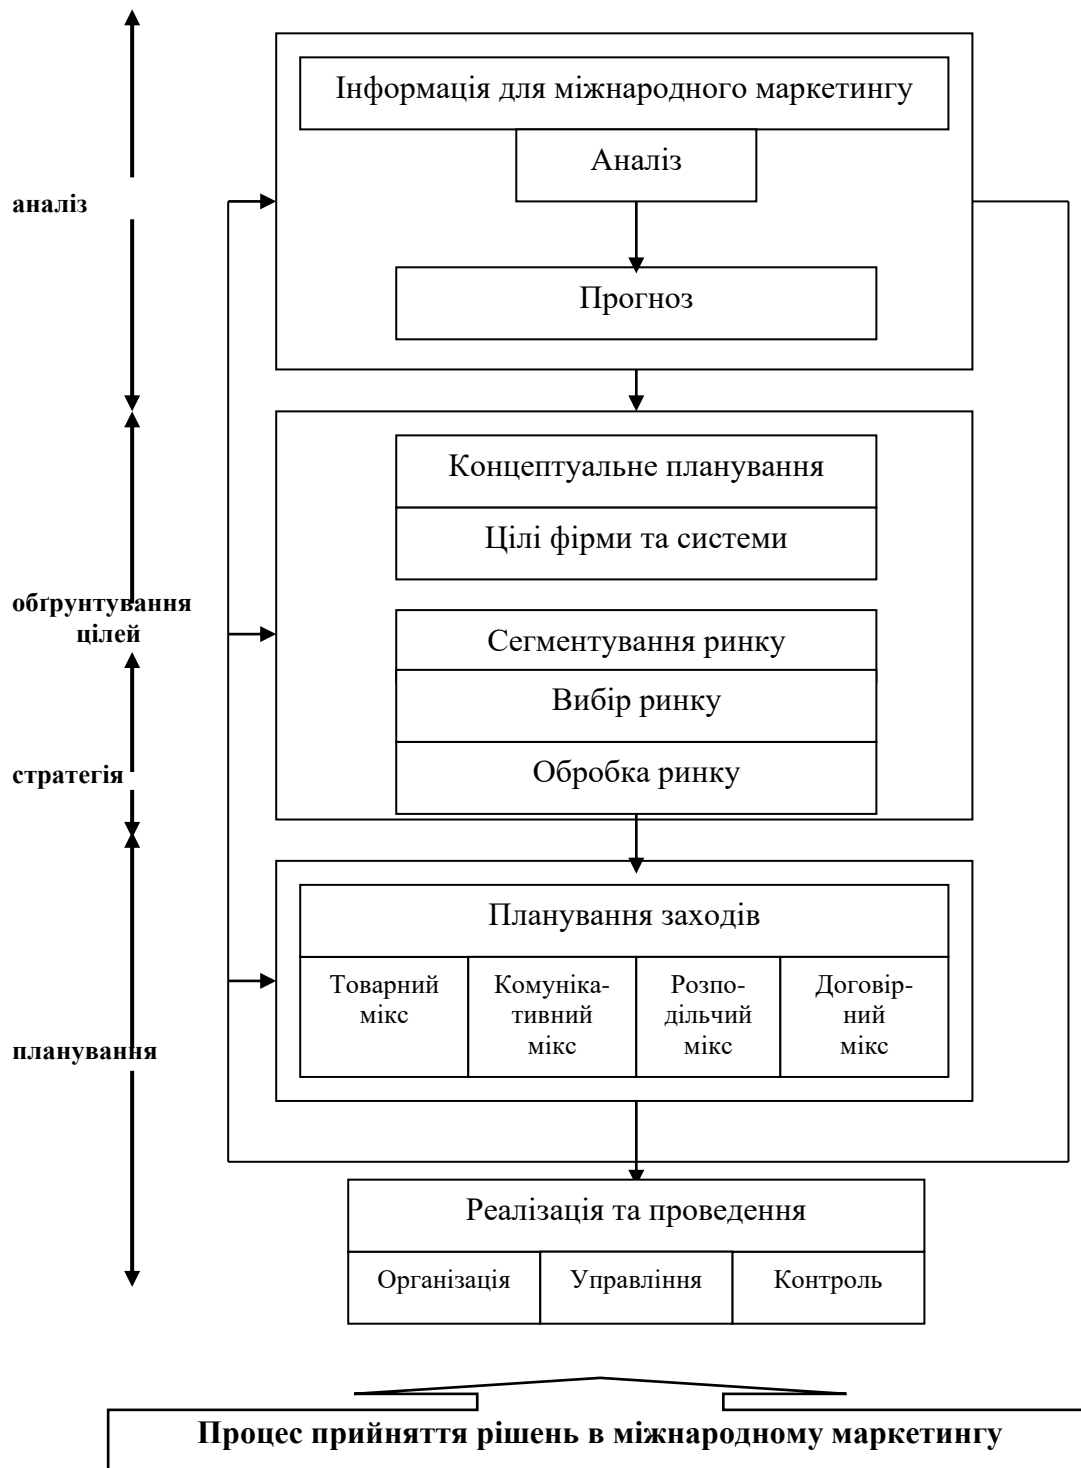 Інформація для міжнародного маркетингу
Аналіз
аналіз
Прогноз
Концептуальне планування
Цілі фірми та системи
обґрунтування
цілей
Сегментування ринку
Вибір ринку
Обробка ринку
стратегія
Планування заходів
Товарний
мікс
Комуніка-
тивний
мікс
Розпо-
дільчий
мікс
Договір-
ний
мікс
планування
Реалізація та проведення
Організація
Управління
Контроль
Процес прийняття рішень в міжнародному маркетингу